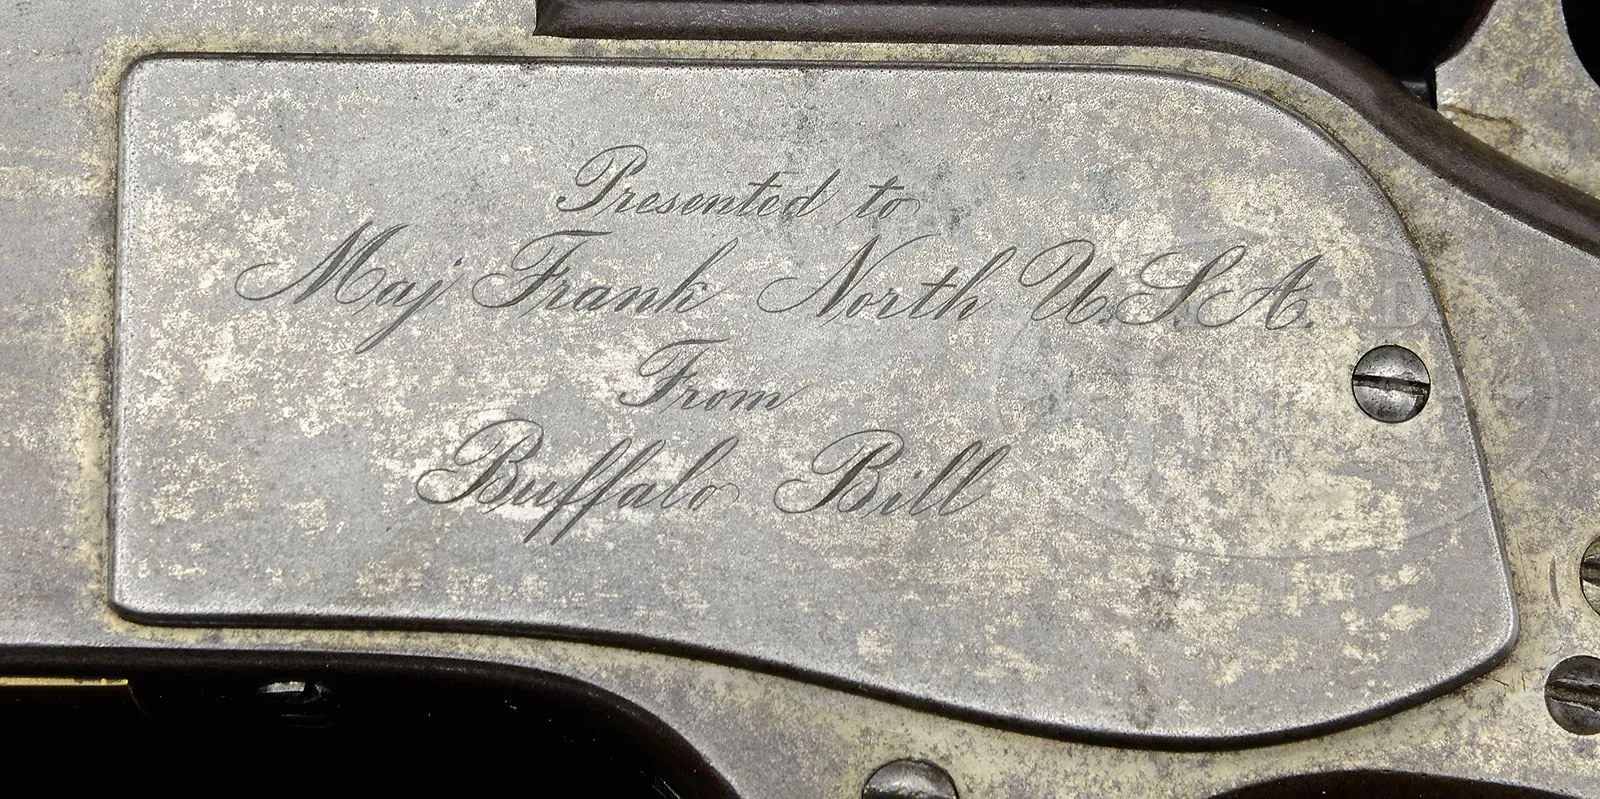 Presented to
Maj Frank North U.S.A.
From
Buffalo Bill